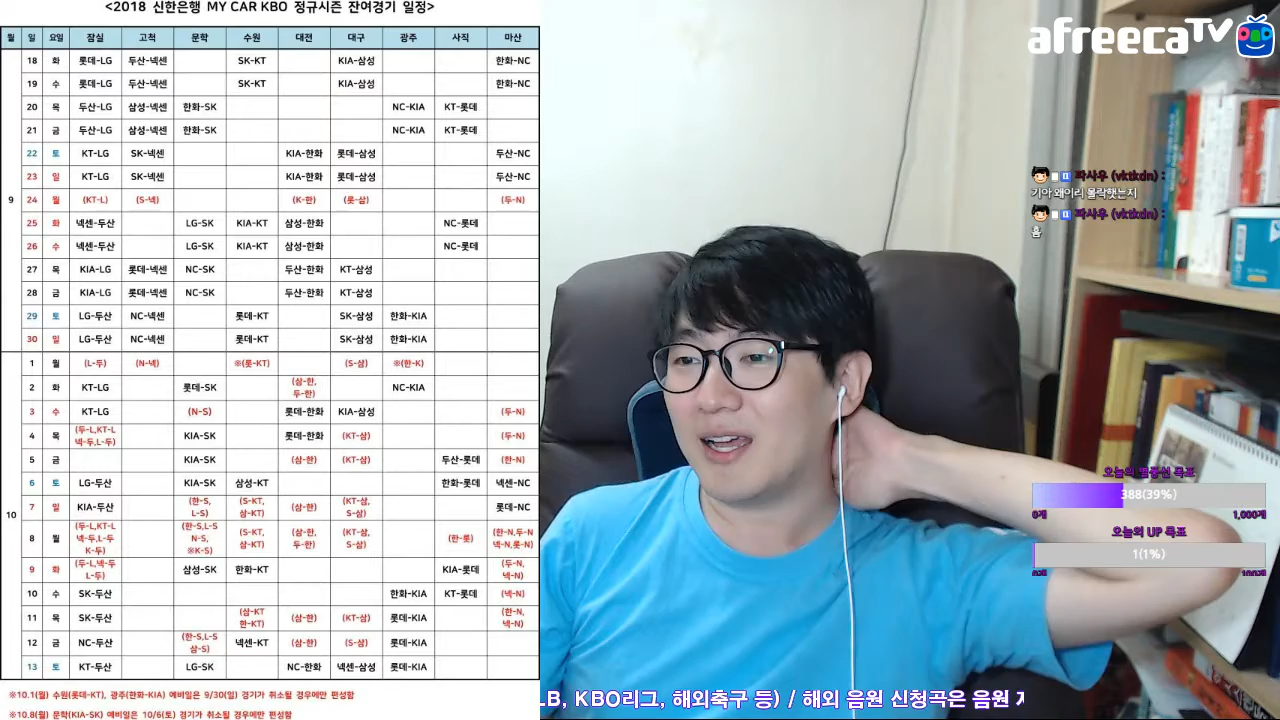 <2018 신한은행 MY CAR KBO 정규시즌 잔여경기 일정>
월 일 요일 잠실 고척 문학 수원 대전 대구 광주 사직 마산
9
18 화 롯데-LG 두산-넥센 SK-KT KIA-삼성 한화-NC
19 수 롯데-LG 두산-넥센 SK-KT KIA-삼성 한화-NC
20 목 두산-LG 삼성-넥센 한화-SK NC-KIA KT-롯데
21 금 두산-LG 삼성-넥센 한화-SK NC-KIA KT-롯데
22 토 KT-LG SK-넥센 KIA-한화 롯데-삼성 두산-NC
23 일 KT-LG SK-넥센 KIA-한화 롯데-삼성 두산-NC
24 월 (KT-L) (S-넥) (K-한) (롯-삼) (두-N)
25 화 넥센-두산 LG-SK KIA-KT 삼성-한화 NC-롯데
26 수 넥센-두산 LG-SK KIA-KT 삼성-한화 NC-롯데
27 목 KIA-LG 롯데-넥센 NC-SK 두산-한화 KT-삼성
28 금 KIA-LG 롯데-넥센 NC-SK 두산-한화 KT-삼성
29 토 LG-두산 NC-넥센 롯데-KT SK-삼성 한화-KIA
30 일 LG-두산 NC-넥센 롯데-KT SK-삼성 한화-KIA
10
1 월 (L-두) (N-넥) ※(롯-KT) (S-삼) ※(한-K)
2 화 KT-LG 롯데-SK (삼-한, 두-한) NC-KIA
3 수 KT-LG (N-S) 롯데-한화 KIA-삼성 (두-N)
4 목 (두-L,KT-L 넥-두,L-두) KIA-SK 롯데-한화 (KT-삼) (두-N)
5 금 KIA-SK (삼-한) (KT-삼) 두산-롯데 (한-N)
6 토 LG-두산 KIA-SK 삼성-KT 한화-롯데 넥센-NC
7 일 KIA-두산 (한-S, L-S) (S-KT, 삼-KT) (삼-한) (KT-삼, S-삼) 롯데-NC
8 월 (두-L,KT-L 넥-두,L-두 K-두) (한-S,L-S N-S, ※K-S) (S-KT, 삼-KT) (삼-한, 두-한) (KT-삼, S-삼) (한-롯) (한-N,두-N 넥-N,롯-N)
9 화 (두-L,넥-두 L-두) 삼성-SK 한화-KT KIA-롯데 (두-N, 넥-N)
10 수 SK-두산 한화-KIA KT-롯데 (넥-N)
11 목 SK-두산 (삼-KT 한-KT) (삼-한) (KT-삼) 롯데-KIA (한-N, 넥-N)
12 금 NC-두산 (한-S,L-S 삼-S) 넥센-KT (삼-한) (S-삼) 롯데-KIA
13 토 KT-두산 LG-SK NC-한화 넥센-삼성 롯데-KIA
※10.1(월) 수원(롯데-KT), 광주(한화-KIA) 예비일은 9/30(일) 경기가 취소될 경우에만 편성함
※10.8(월) 문학(KIA-SK) 예비일은 10/6(토) 경기가 취소될 경우에만 편성함
afreecaTV
파사우 (vktkdn) :
기아 왜이리 몰락했는지
파사우 (vktkdn) :
흠
오늘의 별풍선 목표
388(39%)
0개 1,000개
오늘의 UP 목표
1(1%)
LB, KBO리그, 해외축구 등) / 해외 음원 신청곡은 음원